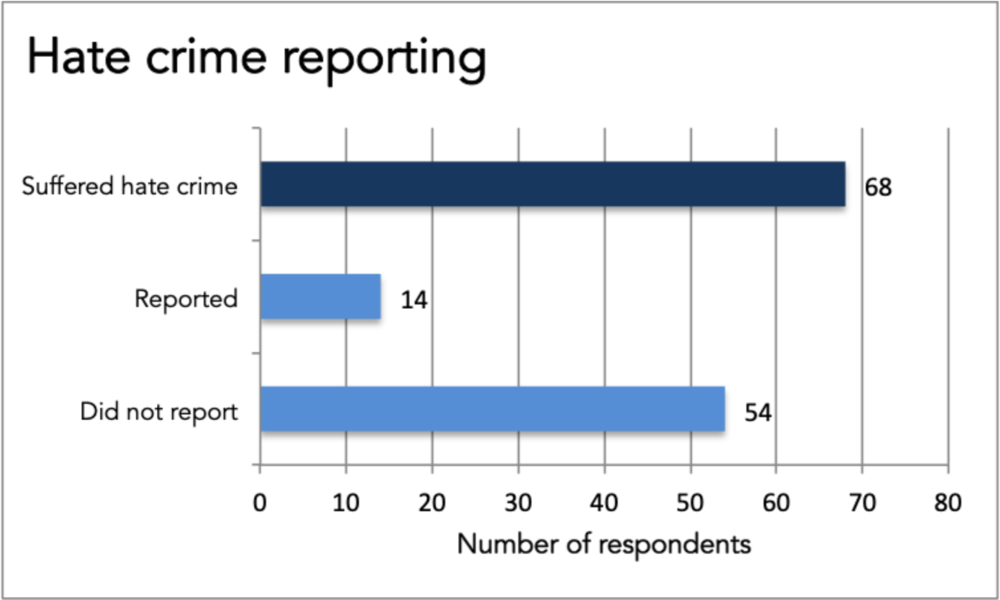 Hate crime reporting
Suffered hate crime
68
Reported
14
Did not report
54
0 10 20 30 40 50 60 70 80
Number of respondents